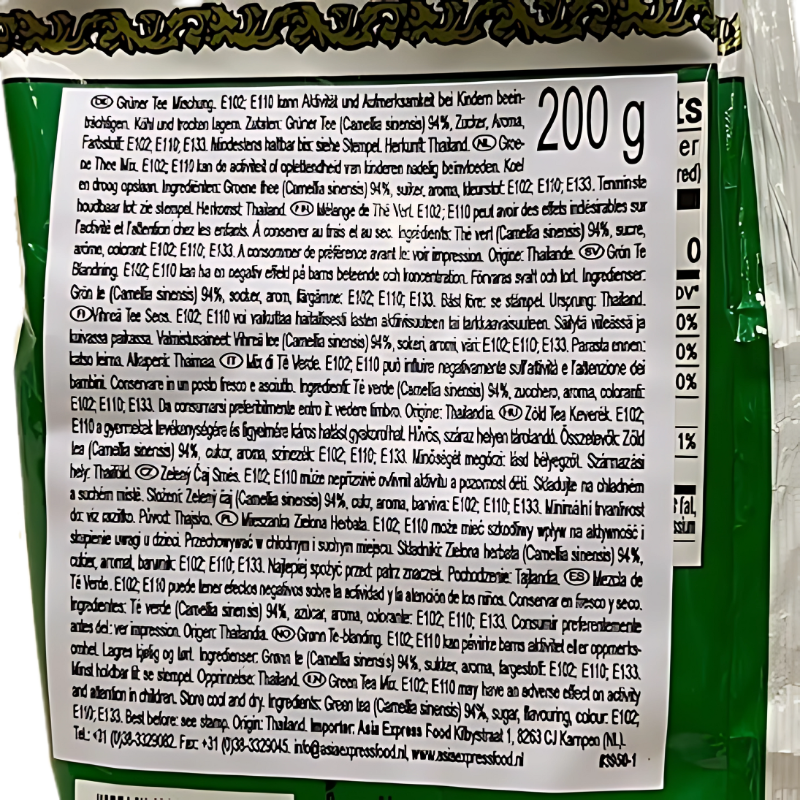 DE Grüner Tee Mischung. E102; E110 kann Aktivität und Aufmerksamkeit bei Kindern beein-
trächtigen. Kühl und trocken lagern. Zutaten: Grüner Tee (Camellia sinensis) 94%, Zucker, Aroma,
200 g
Farbstoff: E102; E110; E133. Mindestens haltbar bis: siehe Stempel. Herkunft: Thailand. NL Groe-
ne Thee Mix. E102; E110 kan de activiteit of oplettendheid van kinderen nadelig beïnvloeden. Koel
en droog opslaan. Ingrediënten: Groene thee (Camellia sinensis) 94%, suiker, aroma, kleurstof: E102; E110; E133. Tenminste
houdbaar tot: zie stempel. Herkomst: Thailand. Mélange de Thé Vert. E102; E110 peut avoir des effets indésirables sur
l'activité et l'attention chez les enfants. À conserver au frais et au sec. Ingrédients: Thé vert (Camellia sinensis) 94%, sucre,
arôme, colorant: E102; E110; E133. A consommer de préférence avant le: voir impression. Origine: Thaïlande. SV Grön Te
Blandning. E102; E110 kan ha en negativ effekt på barns beteende och koncentration. Förvaras svalt och torrt. Ingredienser:
Grön te (Camellia sinensis) 94%, socker, arom, färgämne: E102; E110; E133. Bäst före: se stämpel. Ursprung: Thailand.
FI Vihreä Tee Seos. E102; E110 voi vaikuttaa haitallisesti lasten aktiivisuuteen tai tarkkaavaisuuteen. Säilytä viileässä ja
kuivassa paikassa. Valmistusaineet: Vihreä tee (Camellia sinensis) 94%, sokeri, aromi, väri: E102; E110; E133. Parasta ennen:
katso leima. Alkuperä: Thaimaa. IT Mix di Tè Verde. E102; E110 può influire negativamente sull'attività e l'attenzione dei
bambini. Conservare in un posto fresco e asciutto. Ingredienti: Tè verde (Camellia sinensis) 94%, zucchero, aroma, coloranti:
E102; E110; E133. Da consumarsi preferibilmente entro il: vedere timbro. Origine: Thailandia. HU Zöld Tea Keverék. E102;
E110 a gyermekek tevékenységére és figyelmére káros hatást gyakorolhat. Hűvös, száraz helyen tárolandó. Összetevők: Zöld
tea (Camellia sinensis) 94%, cukor, aroma, színezék: E102; E110; E133. Minőségét megőrzi: lásd bélyegzőt. Származási
hely: Thaiföld. CZ Zelený Čaj Směs. E102; E110 může nepříznivě ovlivnit aktivitu a pozornost dětí. Skladujte na chladném
a suchém místě. Složení: Zelený čaj (Camellia sinensis) 94%, cukr, aroma, barviva: E102; E110; E133. Minimální trvanlivost
do: viz razítko. Původ: Thajsko. PL Mieszanka Zielona Herbata. E102; E110 może mieć szkodliwy wpływ na aktywność i
skupienie uwagi u dzieci. Przechowywać w chłodnym i suchym miejscu. Składniki: Zielona herbata (Camellia sinensis) 94%,
cukier, aromat, barwnik: E102; E110; E133. Najlepiej spożyć przed: patrz znaczek. Pochodzenie: Tajlandia. ES Mezcla de
Té Verde. E102; E110 puede tener efectos negativos sobre la actividad y la atención de los niños. Conservar en fresco y seco.
Ingredientes: Té verde (Camellia sinensis) 94%, azúcar, aroma, colorante: E102; E110; E133. Consumir preferentemente
antes del: ver impression. Origen: Thailandia. NO Grønn Te-blanding. E102; E110 kan påvirke barns aktivitet eller oppmerks-
omhet. Lagres kjølig og tørt. Ingredienser: Grønn te (Camellia sinensis) 94%, sukker, aroma, fargestoff: E102; E110; E133.
Minst holdbar til: se stempel. Opprinnelse: Thailand. EN Green Tea Mix. E102; E110 may have an adverse effect on activity
and attention in children. Store cool and dry. Ingredients: Green tea (Camellia sinensis) 94%, sugar, flavouring, colour: E102;
E110; E133. Best before: see stamp. Origin: Thailand. Importer: Asia Express Food Kilbystraat 1, 8263 CJ Kampen (NL).
Tel.: +31 (0)38-3329082. Fax: +31 (0)38-3329045. info@asiaexpressfood.nl, www.asiaexpressfood.nl
#3950-1
ts
er
red)
0
DV*
0%
0%
0%
1%
fat,